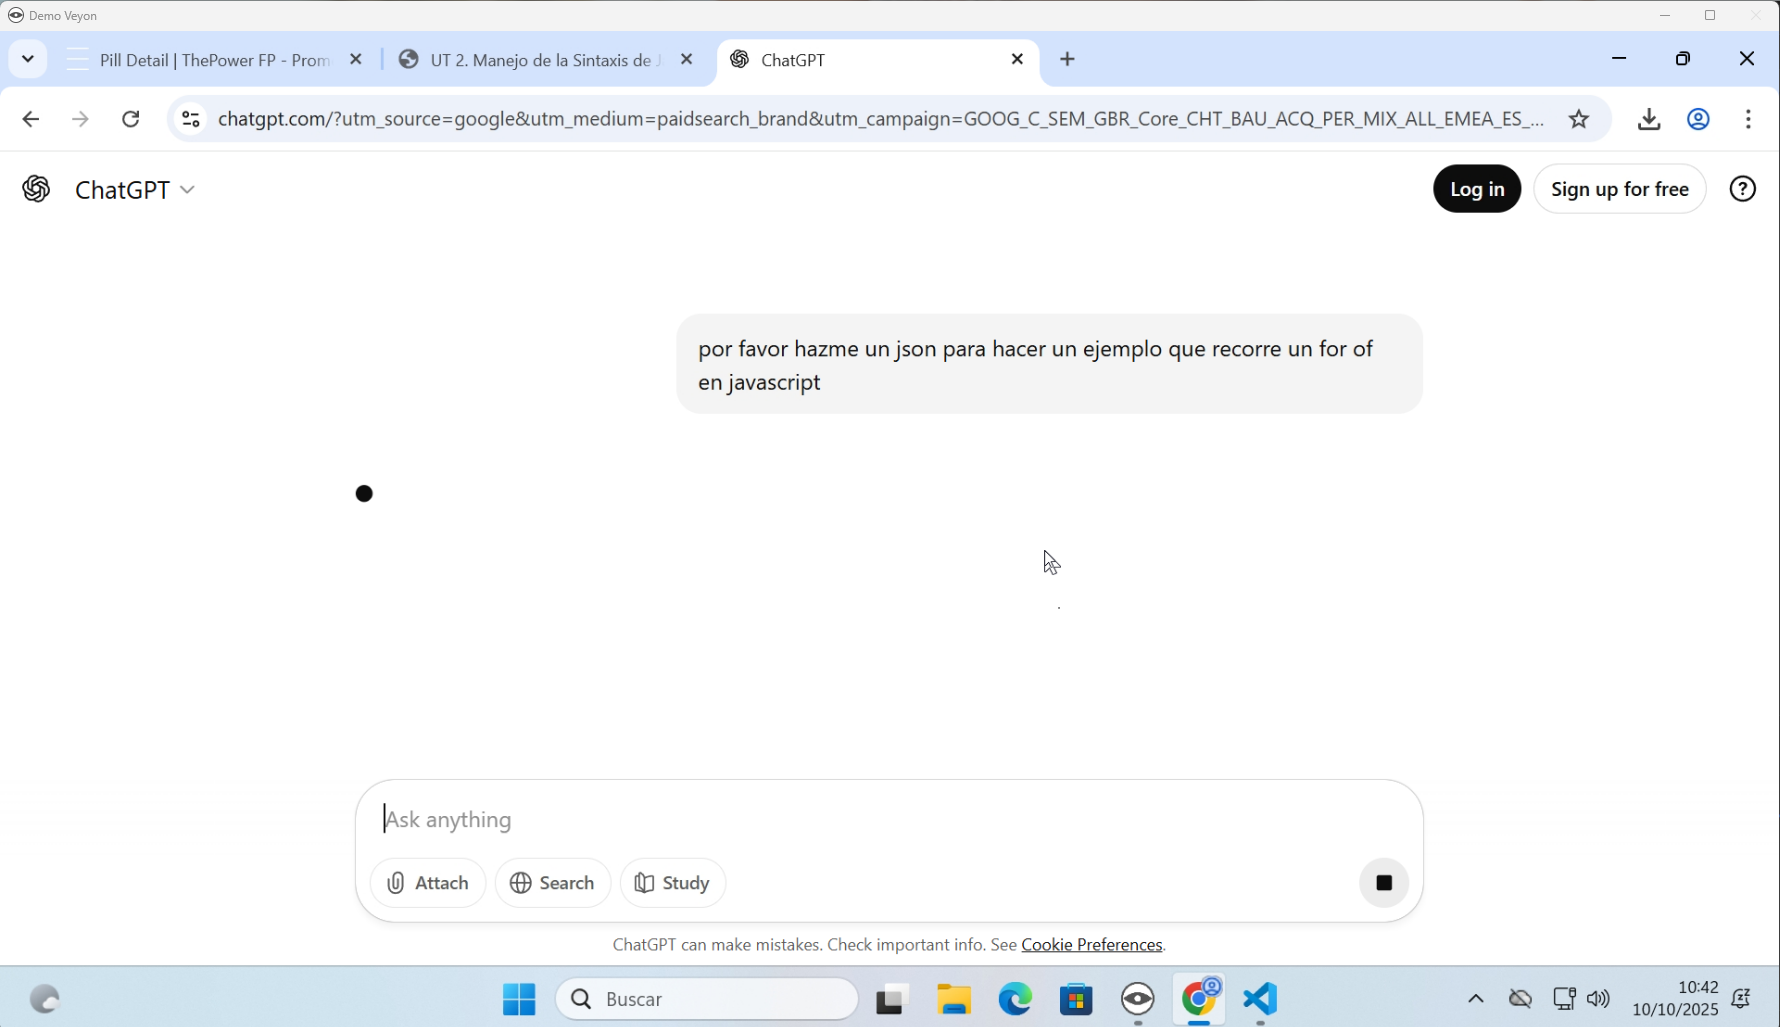 Demo Veyon
Pill Detail | ThePower FP - Prom
UT 2. Manejo de la Sintaxis de J
ChatGPT
chatgpt.com/?utm_source=google&utm_medium=paidsearch_brand&utm_campaign=GOOG_C_SEM_GBR_Core_CHT_BAU_ACQ_PER_MIX_ALL_EMEA_ES_...
ChatGPT
Log in
Sign up for free
por favor hazme un json para hacer un ejemplo que recorre un for of
en javascript
Ask anything
Attach
Search
Study
ChatGPT can make mistakes. Check important info. See Cookie Preferences.
Buscar
10:42
10/10/2025